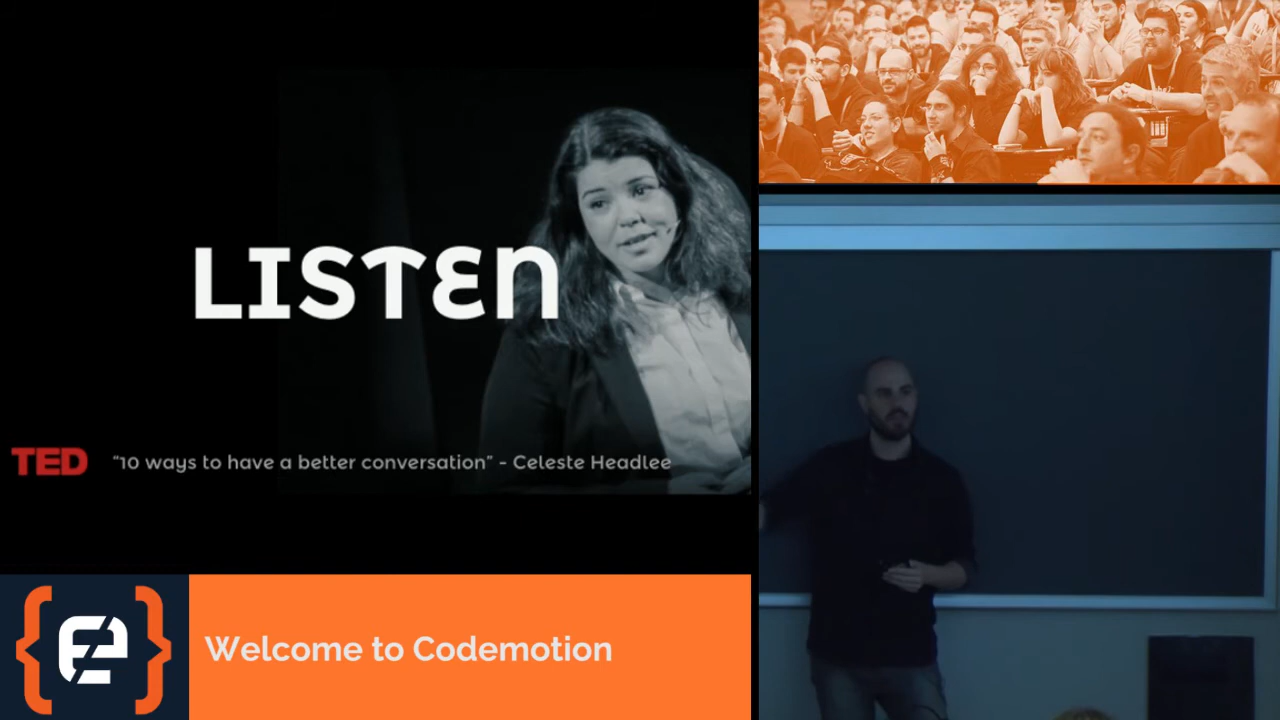 LISTEN
TED
"10 ways to have a better conversation" - Celeste Headlee
Welcome to Codemotion